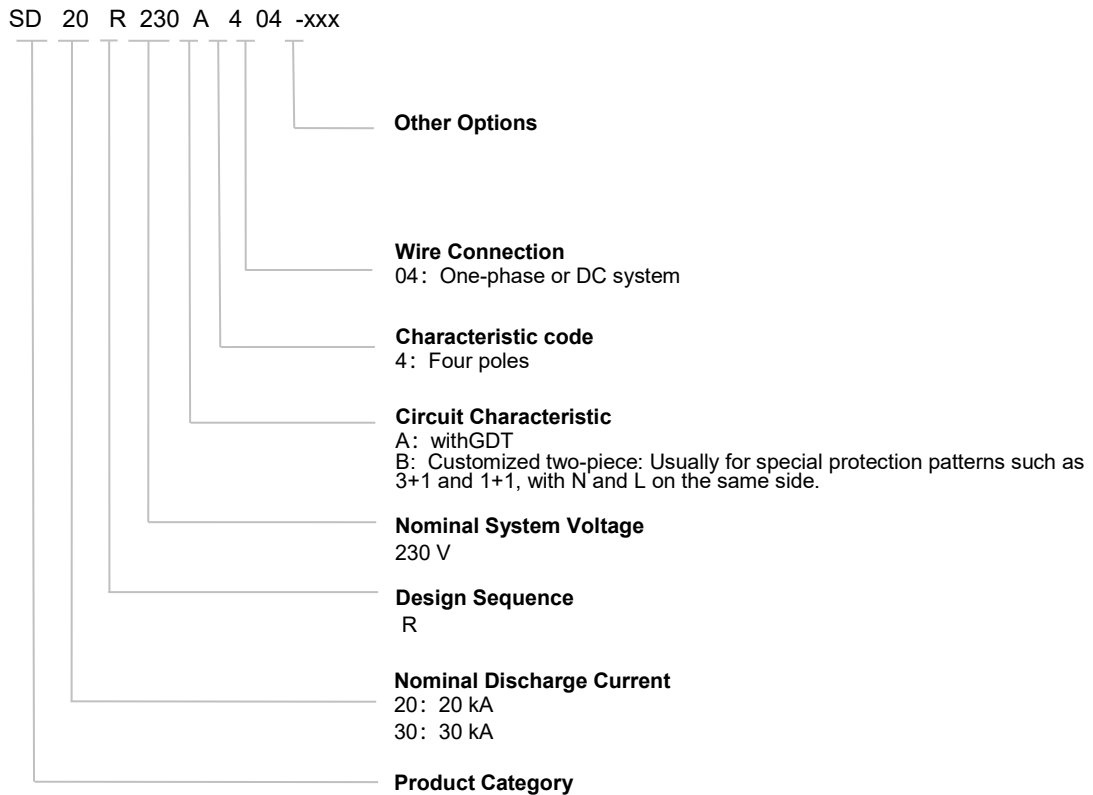 SD 20 R 230 A 4 04 -xxx
Other Options
Wire Connection
04：One-phase or DC system
Characteristic code
4：Four poles
Circuit Characteristic
A：withGDT
B: Customized two-piece: Usually for special protection patterns such as
3+1 and 1+1, with N and L on the same side.
Nominal System Voltage
230 V
Design Sequence
R
Nominal Discharge Current
20：20 kA
30：30 kA
Product Category